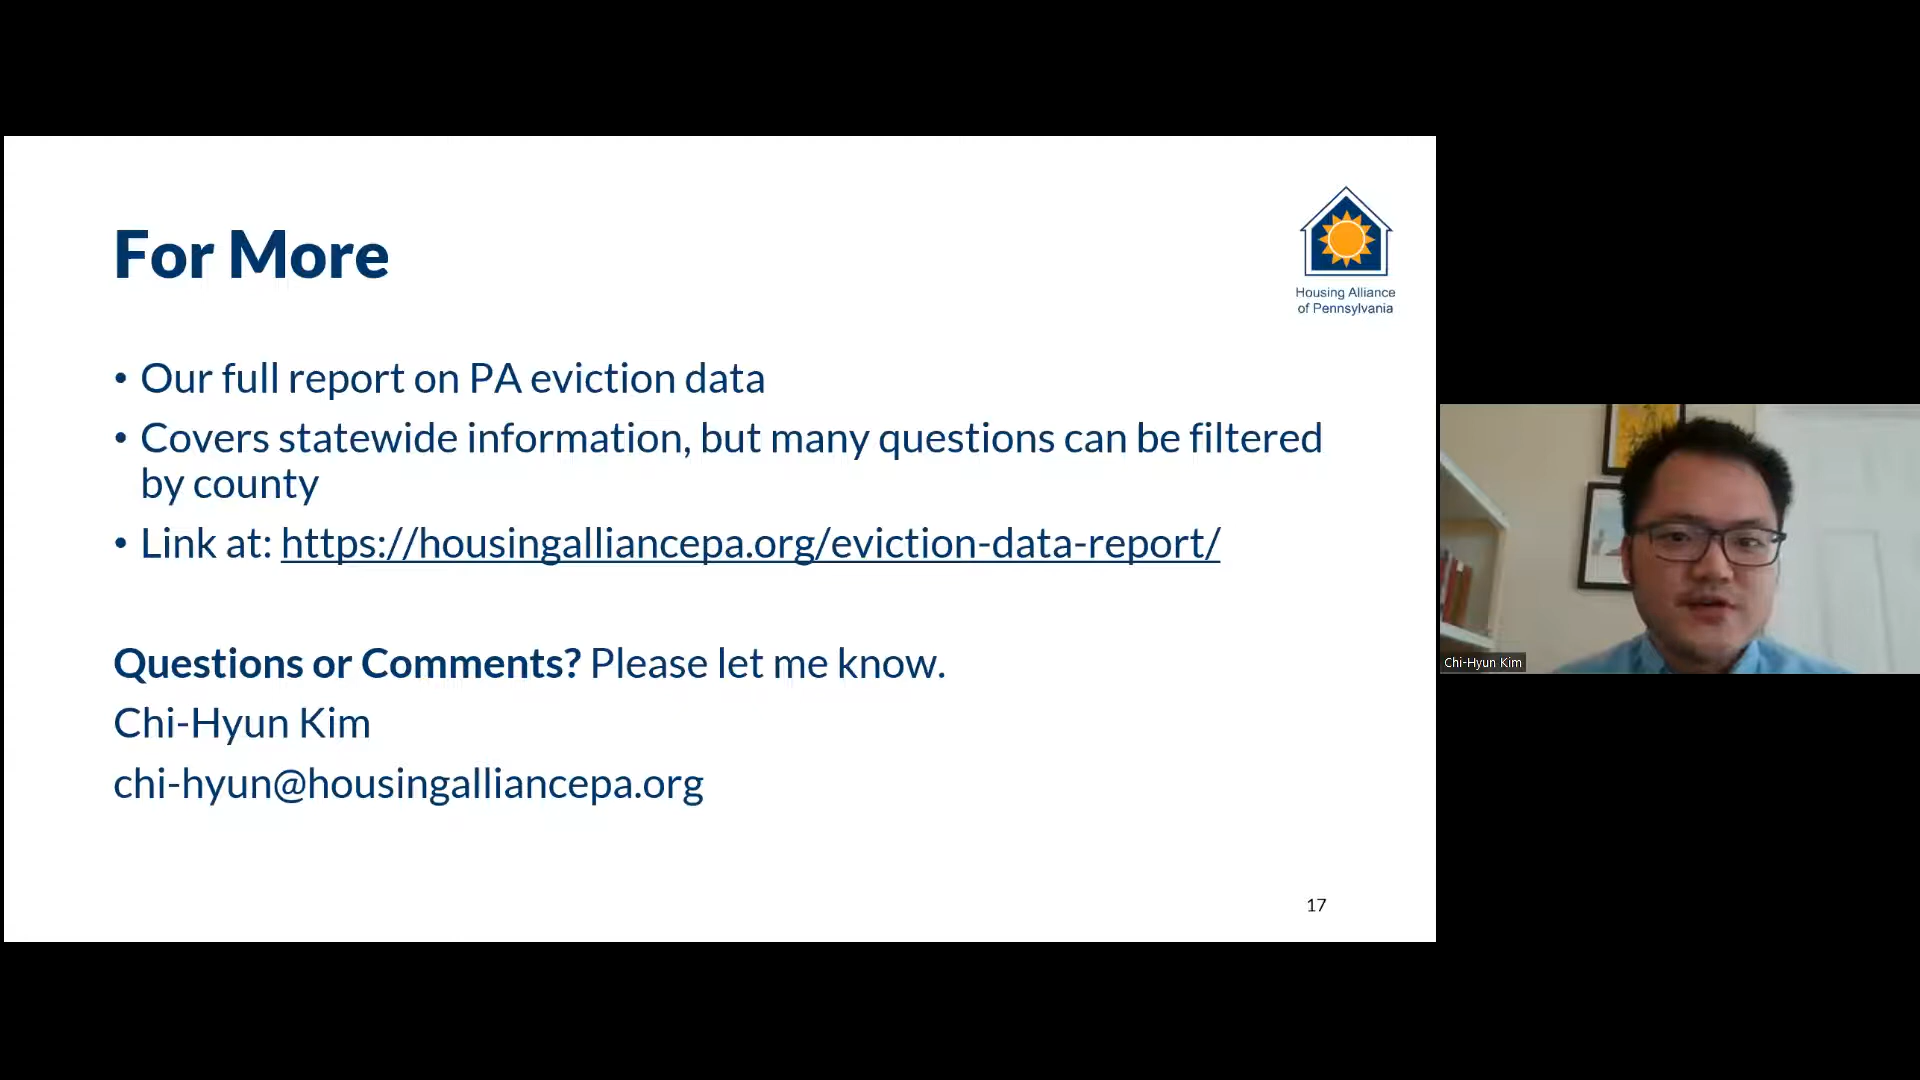 For More
Housing Alliance
of Pennsylvania
• Our full report on PA eviction data
• Covers statewide information, but many questions can be filtered
by county
• Link at: https://housingalliancepa.org/eviction-data-report/
Questions or Comments? Please let me know.
Chi-Hyun Kim
chi-hyun@housingalliancepa.org
17
Chi-Hyun Kim